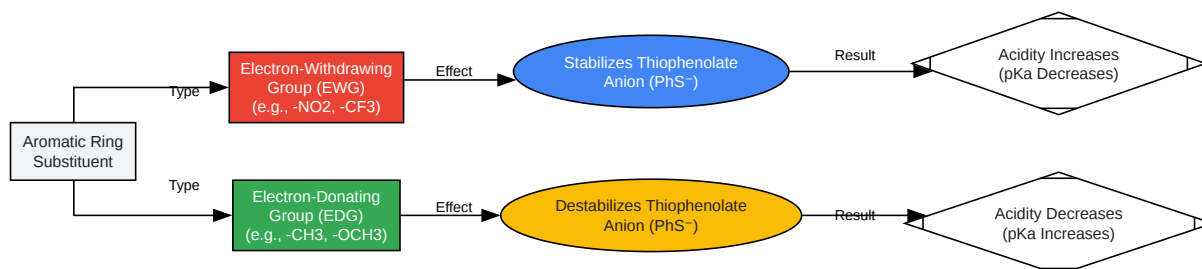 Aromatic Ring
Substituent
Type
Electron-Withdrawing
Group (EWG)
(e.g., -NO2, -CF3)
Effect
Stabilizes Thiophenolate
Anion (PhS⁻)
Result
Acidity Increases
(pKa Decreases)
Type
Electron-Donating
Group (EDG)
(e.g., -CH3, -OCH3)
Effect
Destabilizes Thiophenolate
Anion (PhS⁻)
Result
Acidity Decreases
(pKa Increases)